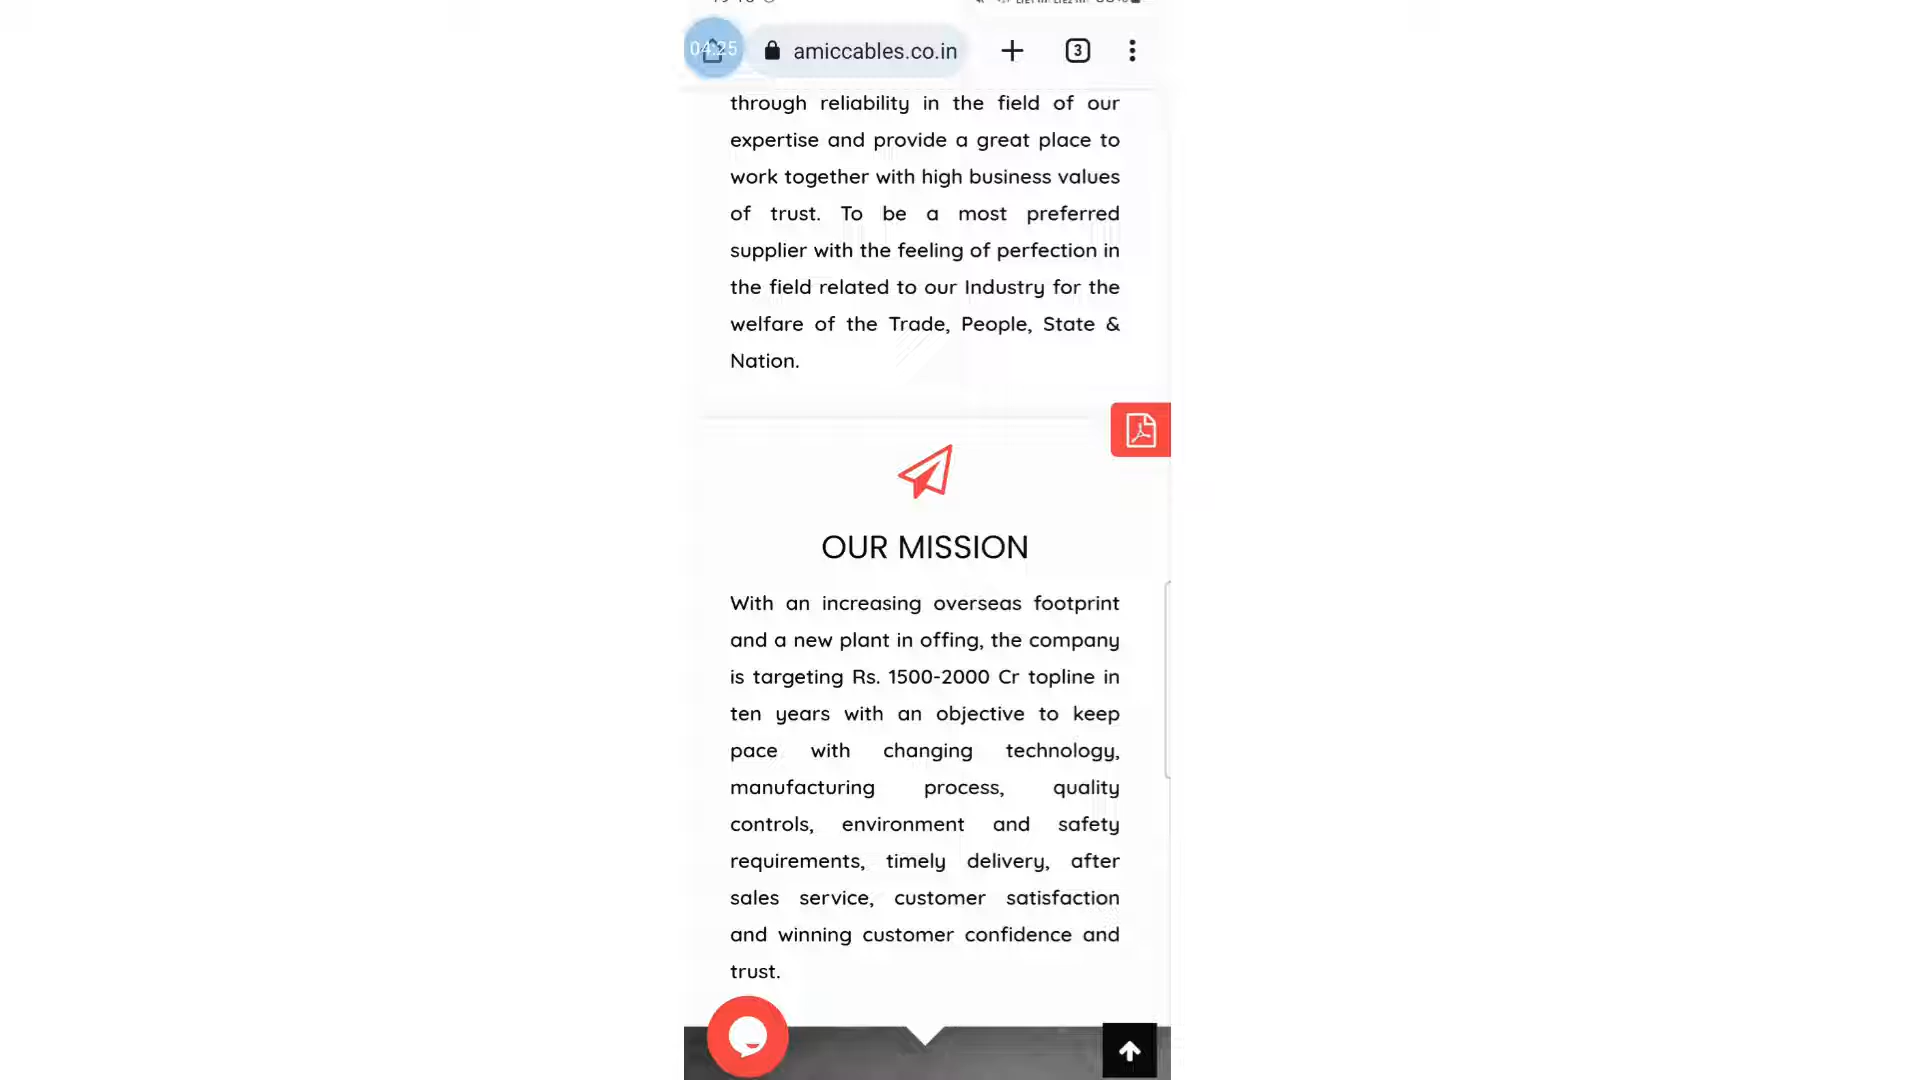 04:25
amiccables.co.in
3
through reliability in the field of our
expertise and provide a great place to
work together with high business values
of trust. To be a most preferred
supplier with the feeling of perfection in
the field related to our Industry for the
welfare of the Trade, People, State &
Nation.
OUR MISSION
With an increasing overseas footprint
and a new plant in offing, the company
is targeting Rs. 1500-2000 Cr topline in
ten years with an objective to keep
pace with changing technology,
manufacturing process, quality
controls, environment and safety
requirements, timely delivery, after
sales service, customer satisfaction
and winning customer confidence and
trust.